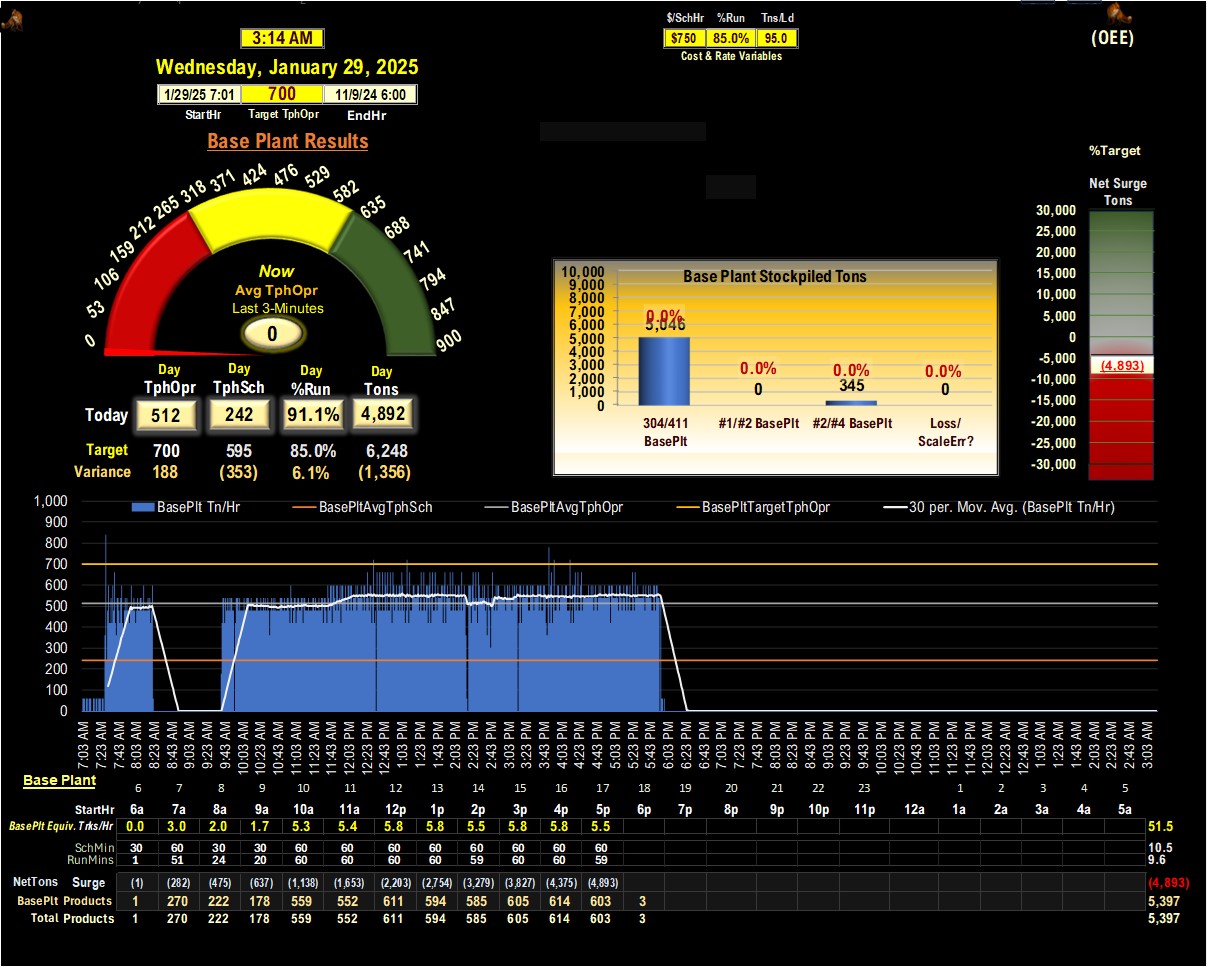 $/SchHr %Run Tns/Ld
3:14 AM
$750 85.0% 95.0
(OEE)
Cost & Rate Variables
Wednesday, January 29, 2025
1/29/25 7:01 700 11/9/24 6:00
StartHr Target TphOpr EndHr
Base Plant Results
0 53 106 159 212 265 318 371 424 476 529 582 635 688 741 794 847 900
Now
Avg TphOpr
Last 3-Minutes
0
Day Day Day Day
TphOpr TphSch %Run Tons
Today 512 242 91.1% 4,892
Target 700 595 85.0% 6,248
Variance 188 (353) 6.1% (1,356)
Base Plant Stockpiled Tons
10,000
9,000
8,000
7,000
6,000
5,000
4,000
3,000
2,000
1,000
0
0.0% 0.0% 0.0% 0.0%
5,046 0 345 0
304/411 BasePlt
#1/#2 BasePlt
#2/#4 BasePlt
Loss/ ScaleErr?
%Target
Net Surge
Tons
30,000
25,000
20,000
15,000
10,000
5,000
0
-5,000
-10,000
-15,000
-20,000
-25,000
-30,000
(4,893)
BasePlt Tn/Hr BasePltAvgTphSch BasePltAvgTphOpr BasePltTargetTphOpr 30 per. Mov. Avg. (BasePlt Tn/Hr)
1,000
900
800
700
600
500
400
300
200
100
0
7:03 AM 7:23 AM 7:43 AM 8:03 AM 8:23 AM 8:43 AM 9:03 AM 9:23 AM 9:43 AM 10:03 AM 10:23 AM 10:43 AM 11:03 AM 11:23 AM 11:43 AM 12:03 PM 12:23 PM 12:43 PM 1:03 PM 1:23 PM 1:43 PM 2:03 PM 2:23 PM 2:43 PM 3:03 PM 3:23 PM 3:43 PM 4:03 PM 4:23 PM 4:43 PM 5:03 PM 5:23 PM 5:43 PM 6:03 PM 6:23 PM 6:43 PM 7:03 PM 7:23 PM 7:43 PM 8:03 PM 8:23 PM 8:43 PM 9:03 PM 9:23 PM 9:43 PM 10:03 PM 10:23 PM 10:43 PM 11:03 PM 11:23 PM 11:43 PM 12:03 AM 12:23 AM 12:43 AM 1:03 AM 1:23 AM 1:43 AM 2:03 AM 2:23 AM 2:43 AM 3:03 AM
Base Plant
6 7 8 9 10 11 12 13 14 15 16 17 18 19 20 21 22 23 1 2 3 4 5
StartHr 6a 7a 8a 9a 10a 11a 12p 1p 2p 3p 4p 5p 6p 7p 8p 9p 10p 11p 12a 1a 2a 3a 4a 5a
BasePlt Equiv. Trks/Hr 0.0 3.0 2.0 1.7 5.3 5.4 5.8 5.8 5.5 5.8 5.8 5.5 51.5
SchMin 30 60 30 30 60 60 60 60 60 60 60 60 10.5
RunMins 1 51 24 20 60 60 60 60 59 60 60 59 9.6
NetTons Surge (1) (282) (475) (637) (1,138) (1,653) (2,203) (2,754) (3,279) (3,827) (4,375) (4,893) (4,893)
BasePlt Products 1 270 222 178 559 552 611 594 585 605 614 603 3 5,397
Total Products 1 270 222 178 559 552 611 594 585 605 614 603 3 5,397